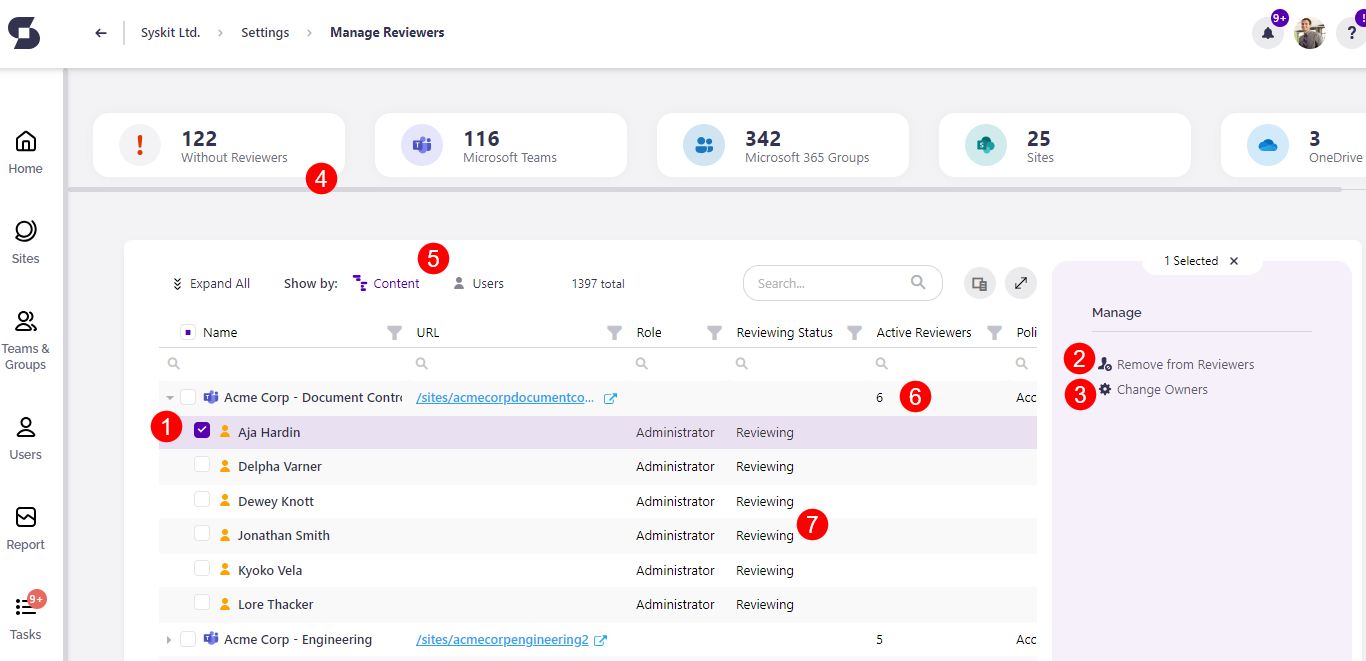 9+
!
Syskit Ltd. > Settings > Manage Reviewers
?
122
Without Reviewers
116
Microsoft Teams
342
Microsoft 365 Groups
25
Sites
3
OneDrive
4
Home
Sites
Teams &
Groups
Users
Report
9+
Tasks
5
Expand All Show by: Content Users 1397 total Search...
1 Selected ×
Name URL Role Reviewing Status Active Reviewers Poli
Manage
2 Remove from Reviewers
3 Change Owners
Acme Corp - Document Contro /sites/acmecorpdocumentco... 6 6 Acc
1 Aja Hardin Administrator Reviewing
Delpha Varner Administrator Reviewing
Dewey Knott Administrator Reviewing
Jonathan Smith Administrator Reviewing 7
Kyoko Vela Administrator Reviewing
Lore Thacker Administrator Reviewing
Acme Corp - Engineering /sites/acmecorpengineering2 5 Acc